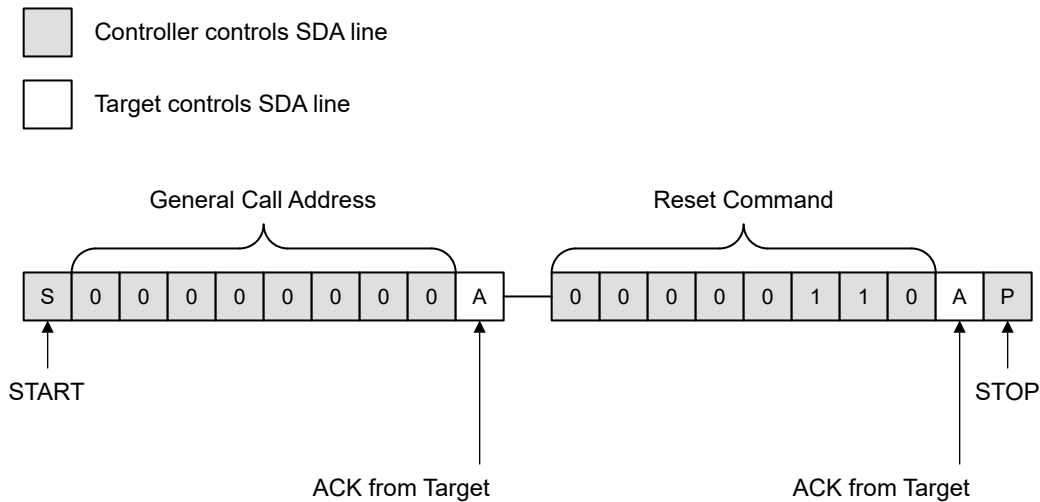 Controller controls SDA line
Target controls SDA line
General Call Address Reset Command
S 0 0 0 0 0 0 0 0 A 0 0 0 0 0 1 1 0 A P
START STOP
ACK from Target ACK from Target